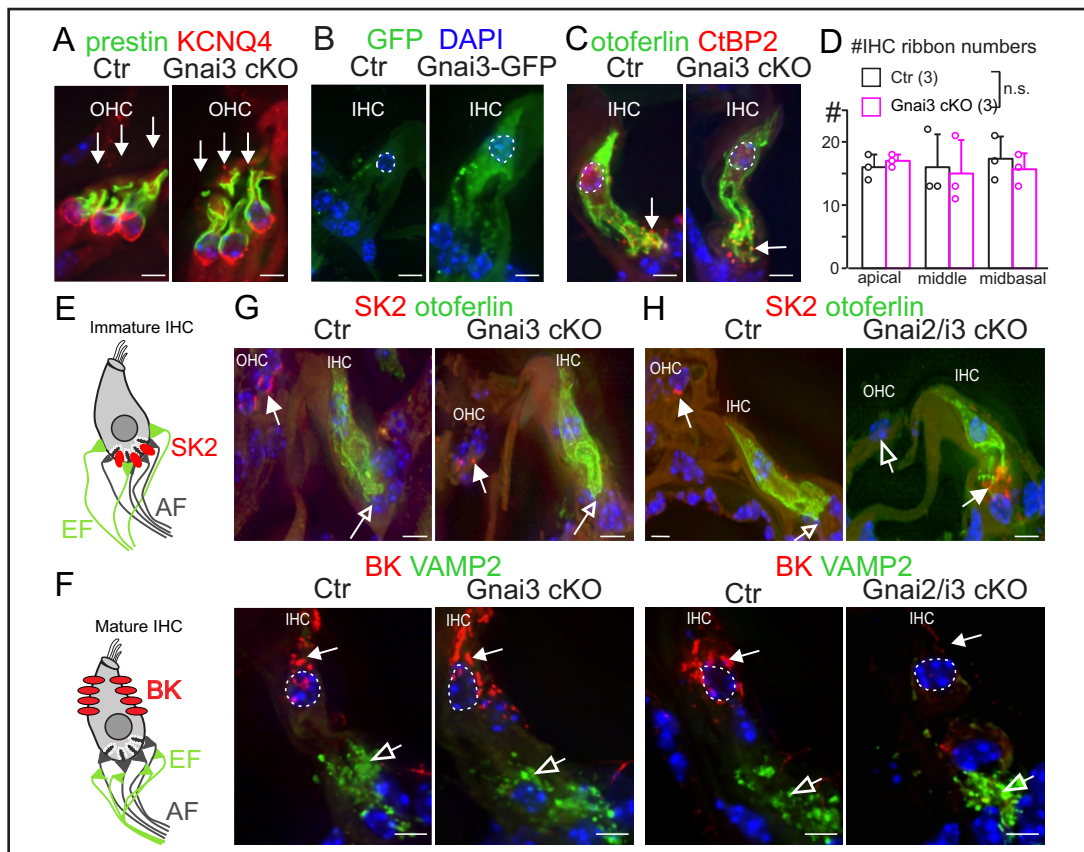 A
prestin KCNQ4
Ctr Gnai3 cKO
OHC OHC
B
GFP DAPI
Ctr Gnai3-GFP
IHC IHC
C
otoferlin CtBP2
Ctr Gnai3 cKO
IHC IHC
D
#IHC ribbon numbers
Ctr (3)
Gnai3 cKO (3)
n.s.
#
20
10
0
apical middle midbasal
E
Immature IHC
SK2
AF
EF
G
SK2 otoferlin
Ctr Gnai3 cKO
OHC IHC
OHC IHC
H
SK2 otoferlin
Ctr Gnai2/i3 cKO
OHC IHC
OHC IHC
F
Mature IHC
BK
EF
AF
BK VAMP2
Ctr Gnai3 cKO
IHC IHC
BK VAMP2
Ctr Gnai2/i3 cKO
IHC IHC